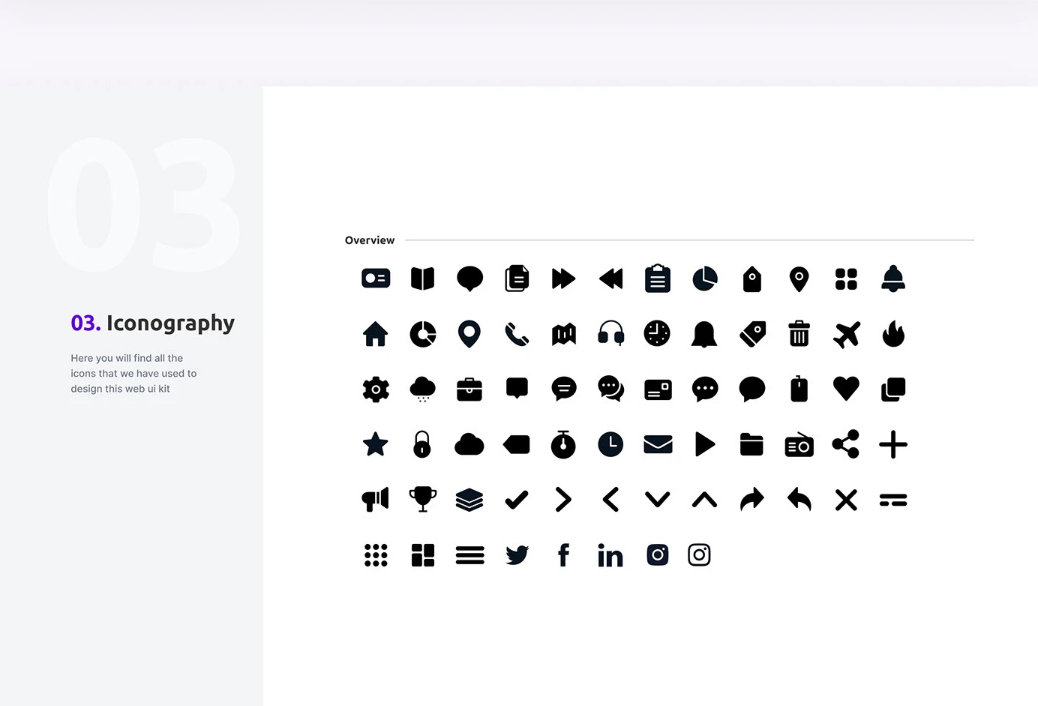 03
03. Iconography
Here you will find all the
icons that we have used to
design this web ui kit
Overview